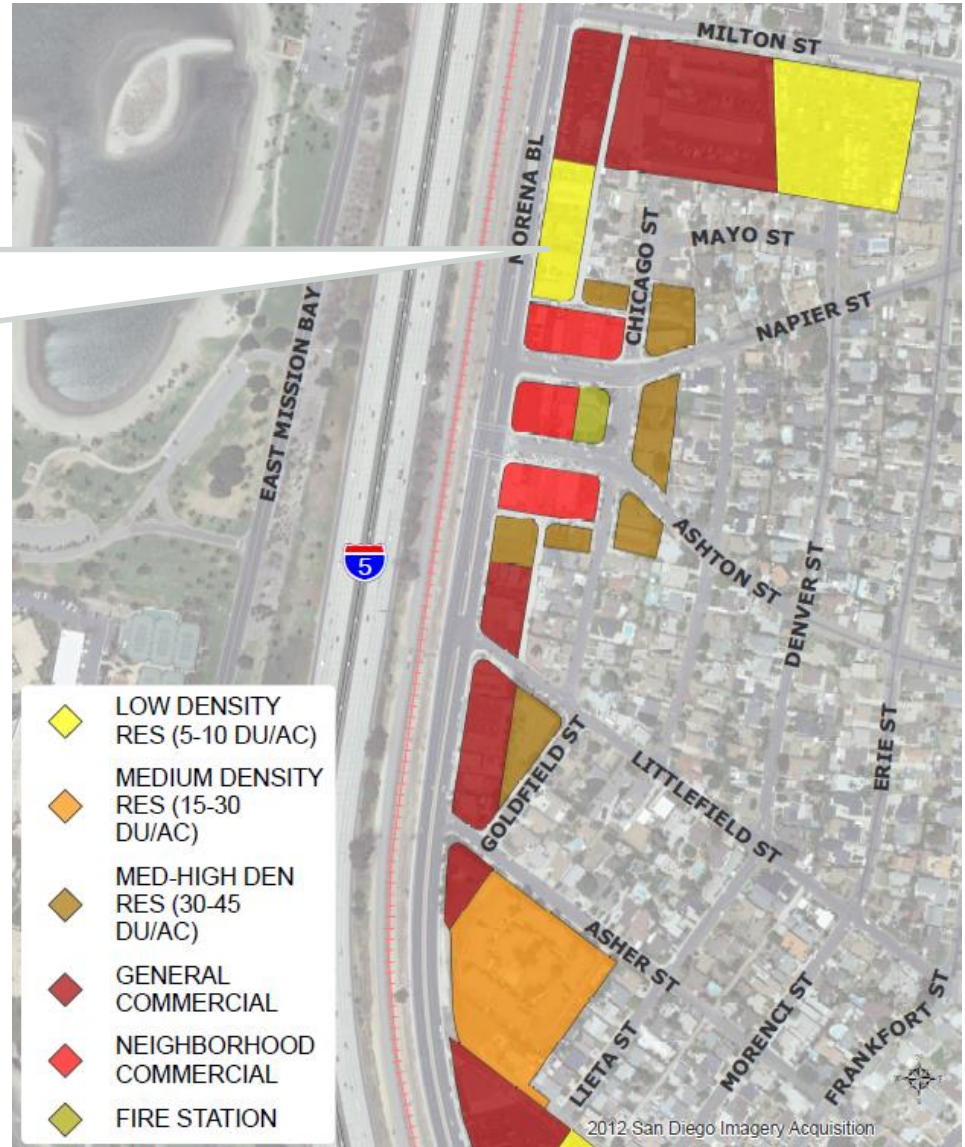 MILTON ST
MORENA BL
CHICAGO ST
MAYO ST
NAPIER ST
EAST MISSION BAY
5
ASHTON ST
DENVER ST
ERIE ST
GOLDFIELD ST
LITTLEFIELD ST
ASHER ST
LIETA ST
MORENCI ST
FRANKFORT ST
LOW DENSITY
RES (5-10 DU/AC)
MEDIUM DENSITY
RES (15-30
DU/AC)
MED-HIGH DEN
RES (30-45
DU/AC)
GENERAL
COMMERCIAL
NEIGHBORHOOD
COMMERCIAL
FIRE STATION
2012 San Diego Imagery Acquisition